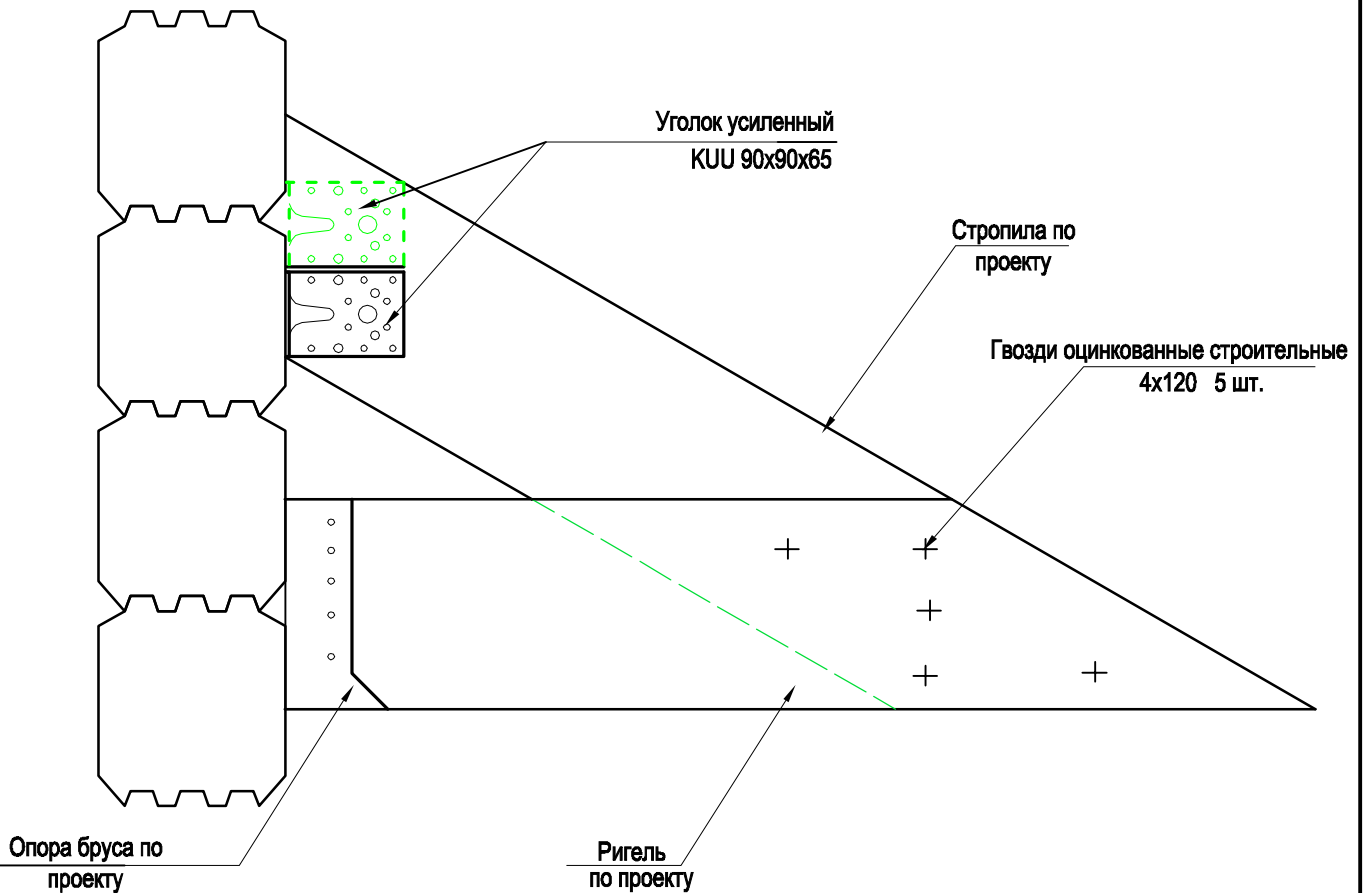 Уголок усиленный
KUU 90x90x65
Стропила по
проекту
Гвозди оцинкованные строительные
4x120 5 шт.
Опора бруса по
проекту
Ригель
по проекту